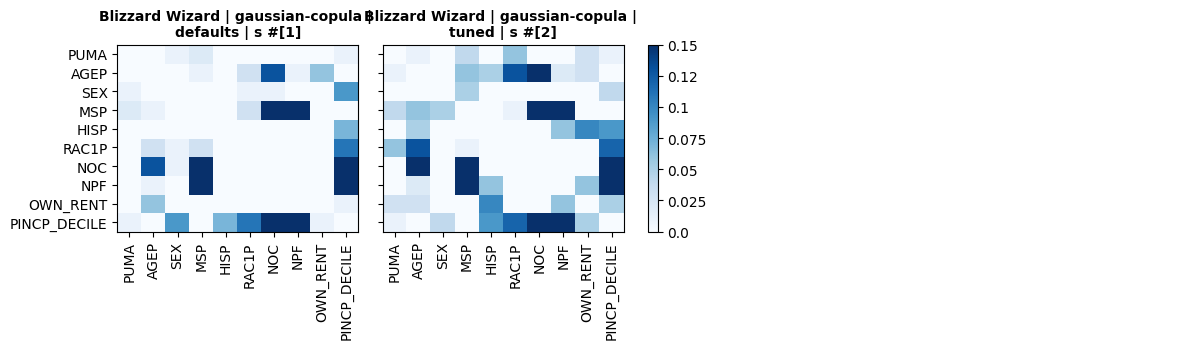 Blizzard Wizard | gaussian-copula |
defaults | s #[1]
Blizzard Wizard | gaussian-copula |
tuned | s #[2]
PUMA
AGEP
SEX
MSP
HISP
RAC1P
NOC
NPF
OWN_RENT
PINCP_DECILE
PUMA
AGEP
SEX
MSP
HISP
RAC1P
NOC
NPF
OWN_RENT
PINCP_DECILE
PUMA
AGEP
SEX
MSP
HISP
RAC1P
NOC
NPF
OWN_RENT
PINCP_DECILE
0.15
0.12
0.1
0.075
0.05
0.025
0.0